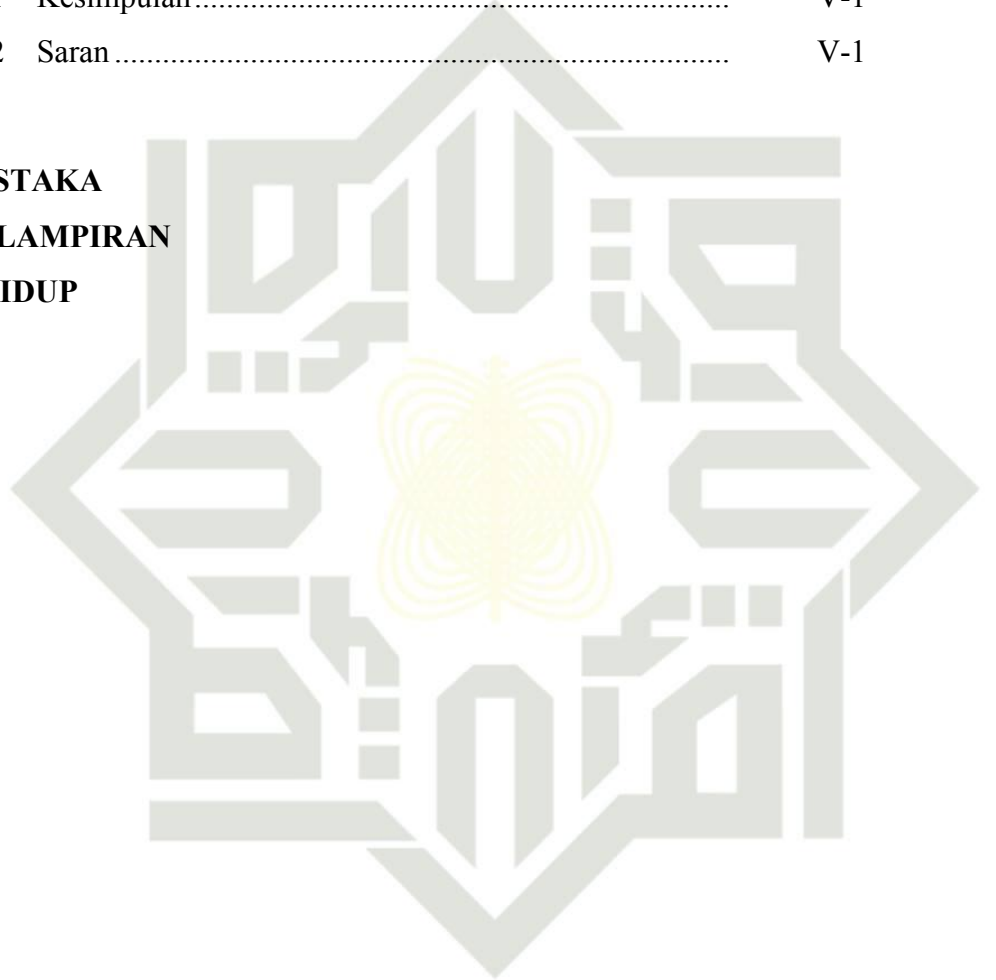 Kesimpulan.................................................................. V-1
2 Saran ............................................................................ V-1
STAKA
LAMPIRAN
IDUP